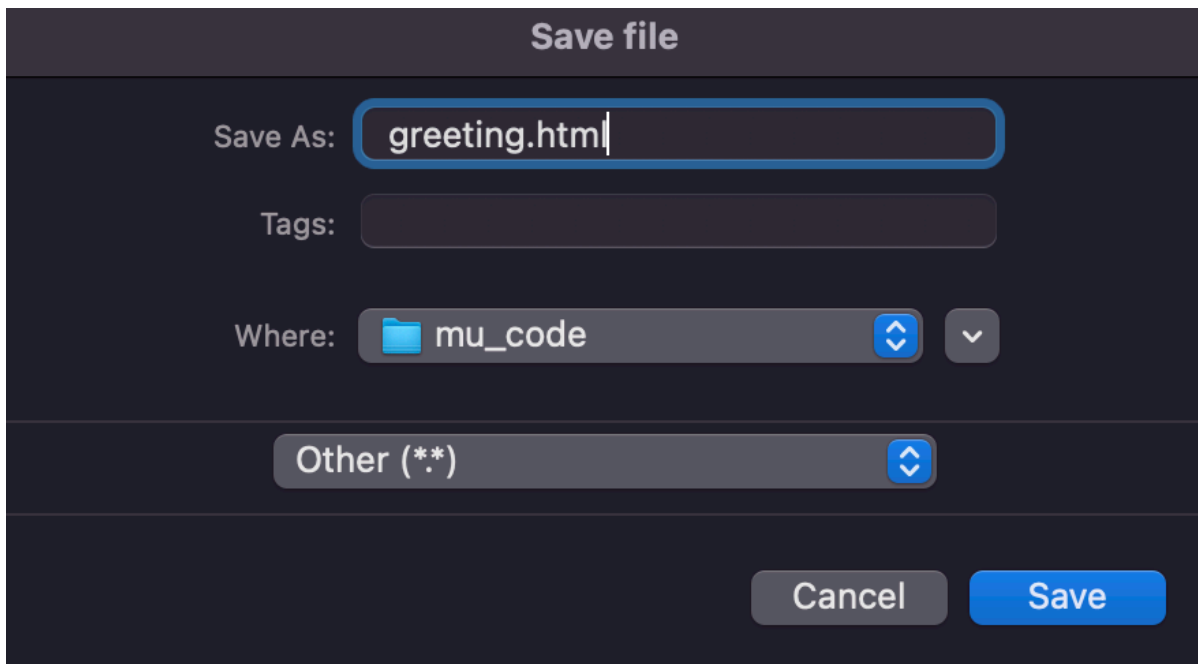 Save file
Save As: greeting.html
Tags:
Where: mu_code
Other (*.*)
Cancel Save